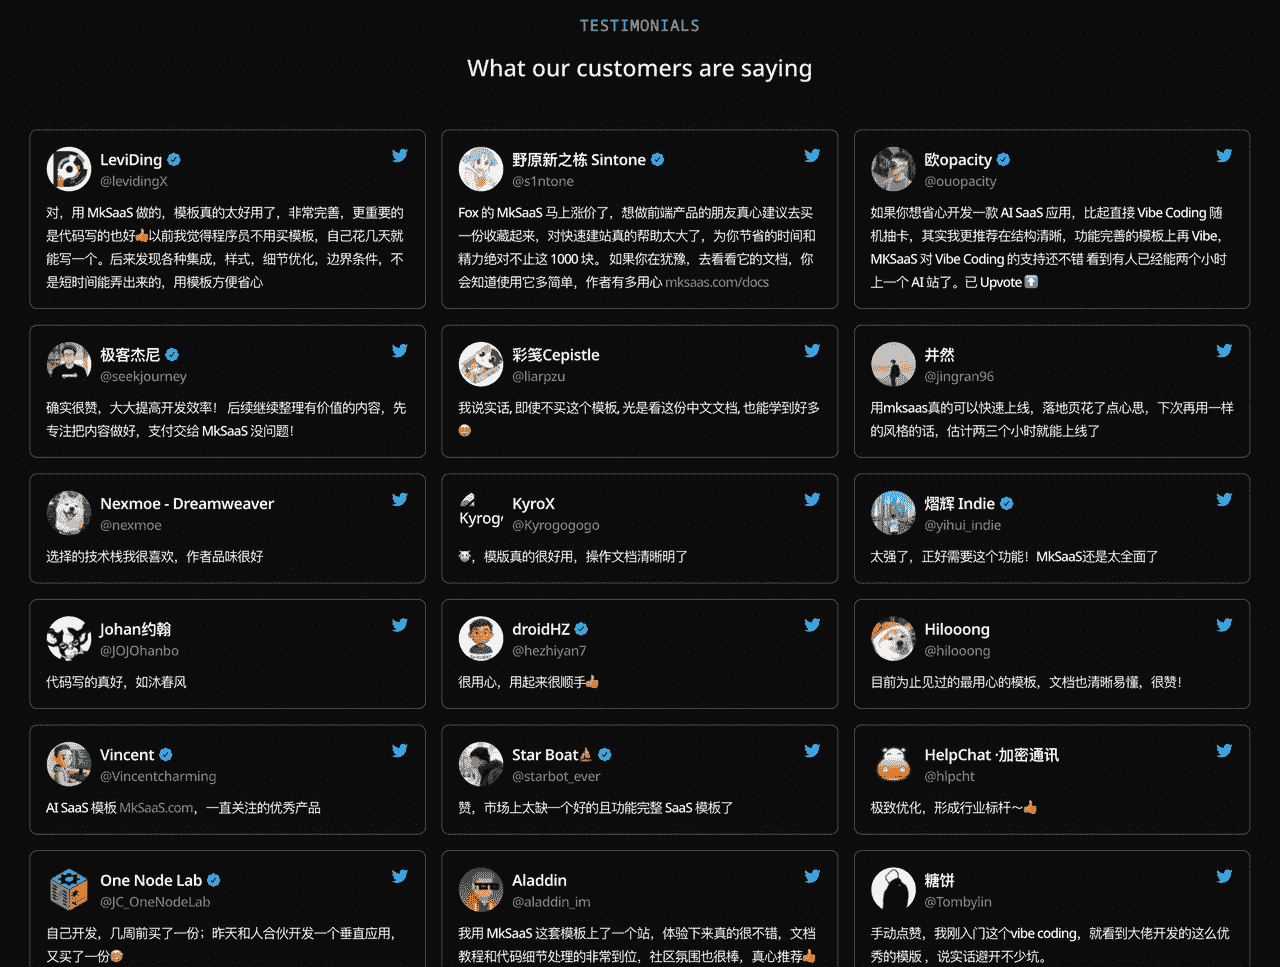 TESTIMONIALS
What our customers are saying
LeviDing
@levidingX
对，用 MkSaaS 做的，模板真的太好用了，非常完善，更重要的
是代码写的也好👍以前我觉得程序员不用买模板，自己花几天就
能写一个。后来发现各种集成，样式，细节优化，边界条件，不
是短时间能弄出来的，用模板方便省心
野原新之栋 Sintone
@s1ntone
Fox 的 MkSaaS 马上涨价了，想做前端产品的朋友真心建议去买
一份收藏起来，对快速建站真的帮助太大了，为你节省的时间和
精力绝对不止这 1000 块。 如果你在犹豫，去看看它的文档，你
会知道使用它多简单，作者有多用心 mksaas.com/docs
欧opacity
@ouopacity
如果你想省心开发一款 AI SaaS 应用，比起直接 Vibe Coding 随
机抽卡，其实我更推荐在结构清晰，功能完善的模板上再 Vibe，
MKSaaS 对 Vibe Coding 的支持还不错 看到有人已经能两个小时
上一个 AI 站了。已 Upvote ⬆️
极客杰尼
@seekjourney
确实很赞，大大提高开发效率！ 后续继续整理有价值的内容，先
专注把内容做好，支付交给 MkSaaS 没问题！
彩笺Cepistle
@liarpzu
我说实话, 即使不买这个模板, 光是看这份中文文档, 也能学到好多
井然
@jingran96
用mksaas真的可以快速上线，落地页花了点心思，下次再用一样
的风格的话，估计两三个小时就能上线了
Nexmoe - Dreamweaver
@nexmoe
选择的技术栈我很喜欢，作者品味很好
Kyrog
KyroX
@Kyrogogogo
🐮，模版真的很好用，操作文档清晰明了
熠辉 Indie
@yihui_indie
太强了，正好需要这个功能！MkSaaS还是太全面了
Johan约翰
@JOJOhanbo
代码写的真好，如沐春风
droidHZ
@hezhiyan7
很用心，用起来很顺手👍
Hilooong
@hilooong
目前为止见过的最用心的模板，文档也清晰易懂，很赞！
Vincent
@Vincentcharming
AI SaaS 模板 MkSaaS.com，一直关注的优秀产品
Star Boat⛵
@starbot_ever
赞，市场上太缺一个好的且功能完整 SaaS 模板了
HelpChat ·加密通讯
@hlpcht
极致优化，形成行业标杆～👍
One Node Lab
@JC_OneNodeLab
自己开发，几周前买了一份；昨天和人合伙开发一个垂直应用，
又买了一份
Aladdin
@aladdin_im
我用 MkSaaS 这套模板上了一个站，体验下来真的很不错，文档
教程和代码细节处理的非常到位，社区氛围也很棒，真心推荐👍
糖饼
@Tombylin
手动点赞，我刚入门这个vibe coding，就看到大佬开发的这么优
秀的模版 ，说实话避开不少坑。